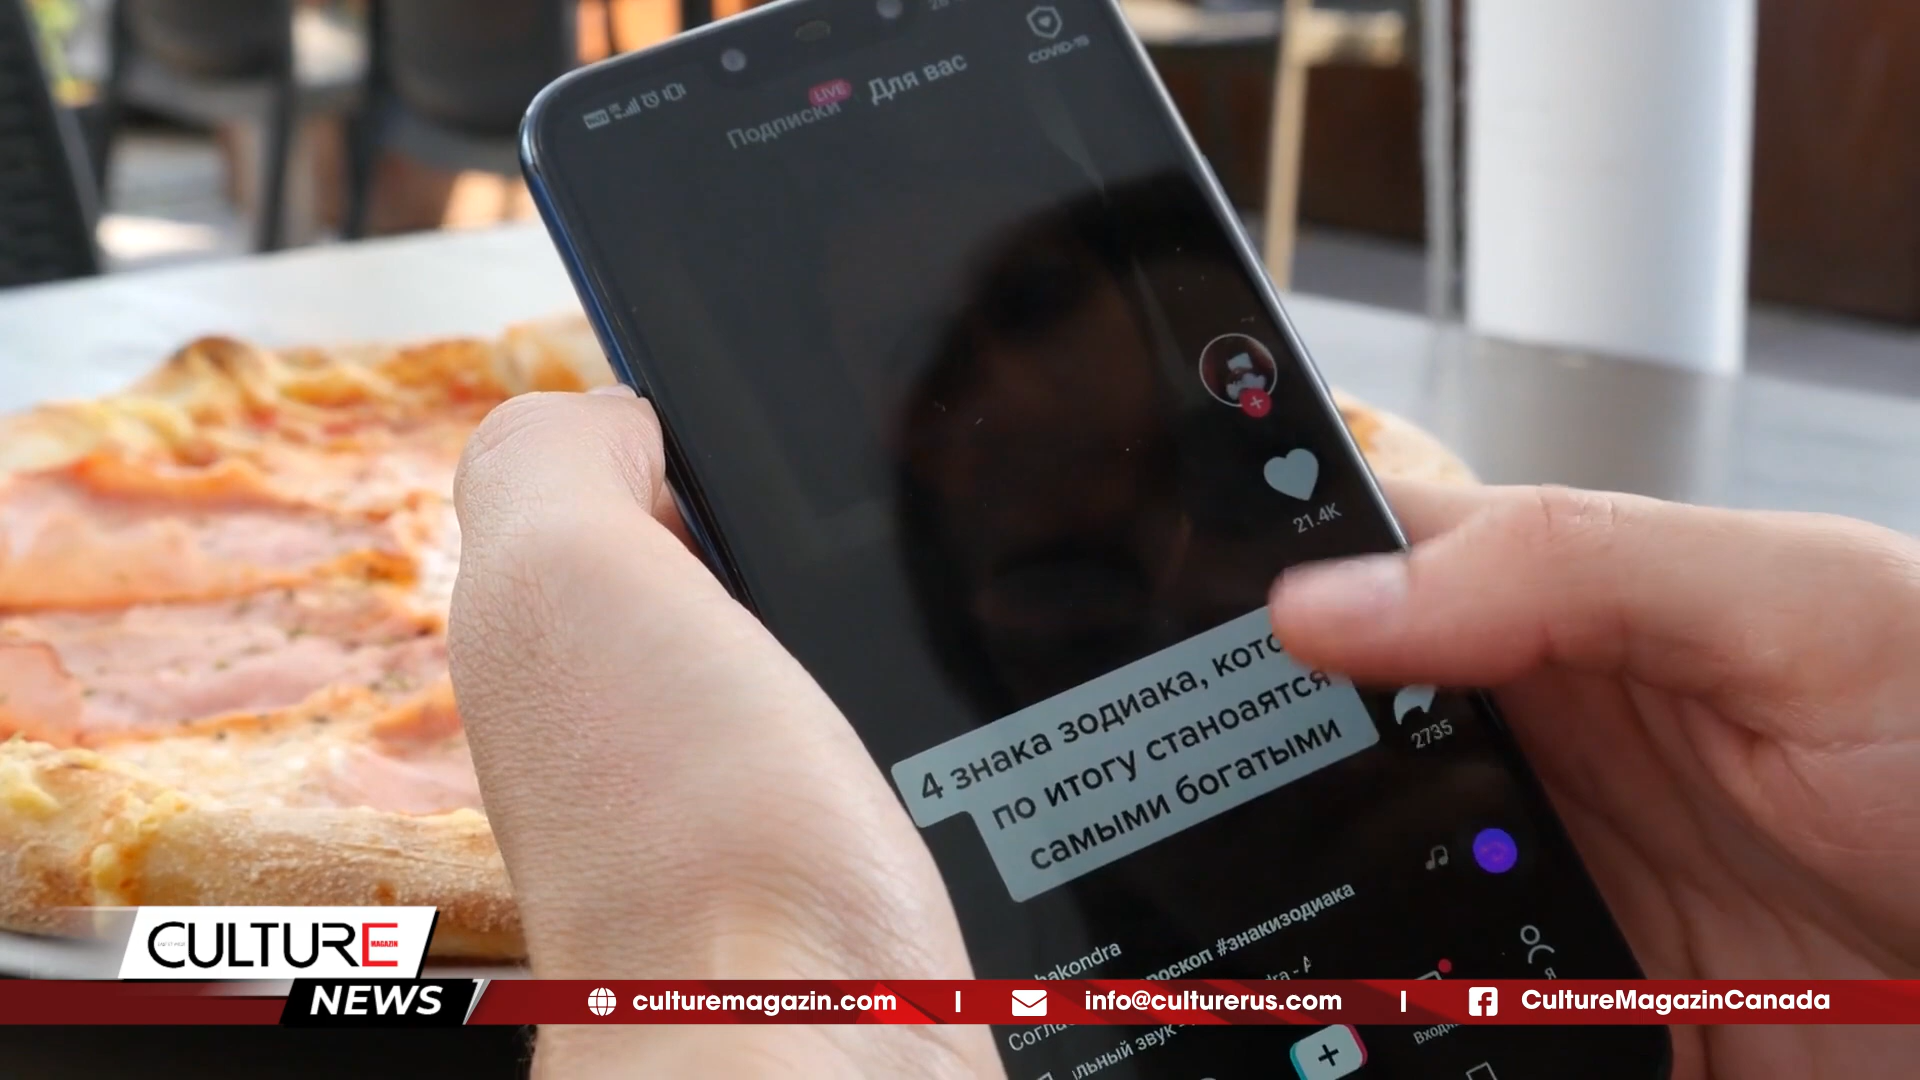 COVID-19
LIVE
Подписки Для вас
21.4K
4 знака зодиака,
по итогу станоаятся
самыми богатыми
2735
#знакизодиака
CULTURE
MAGAZIN
NEWS
culturemagazin.com | info@culturerus.com | CultureMagazinCanada
звук